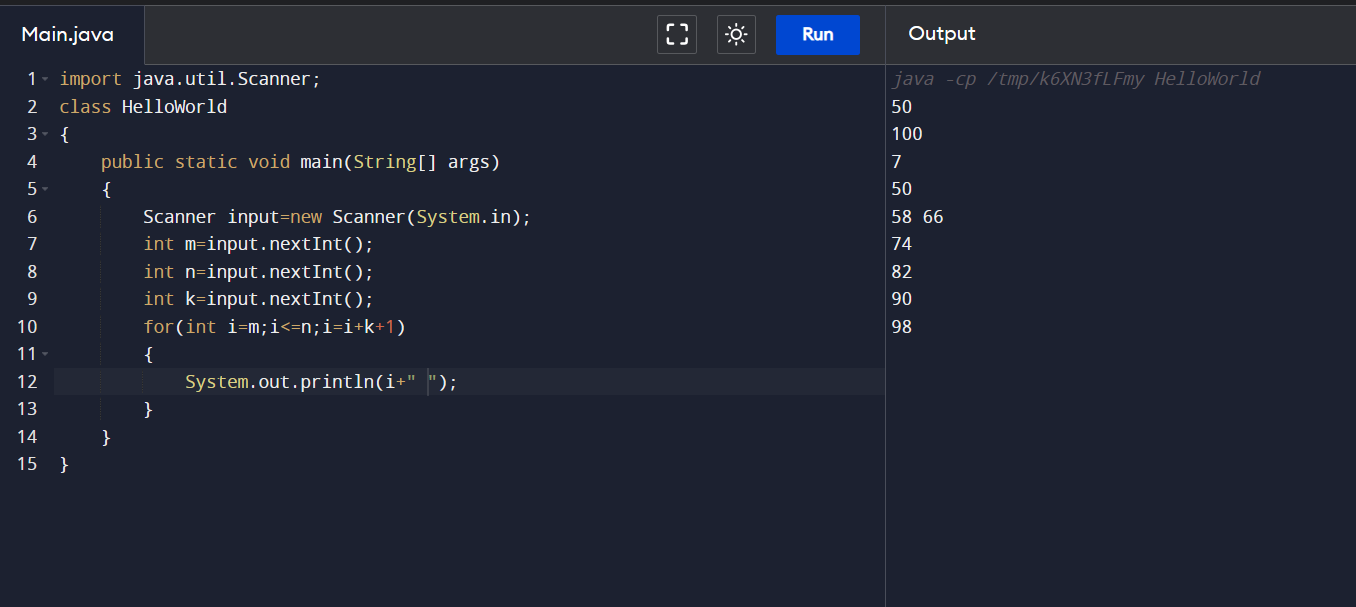 Main.java
Run
Output
1 import java.util.Scanner;
2 class HelloWorld
3 {
4     public static void main(String[] args)
5     {
6         Scanner input=new Scanner(System.in);
7         int m=input.nextInt();
8         int n=input.nextInt();
9         int k=input.nextInt();
10         for(int i=m;i<=n;i=i+k+1)
11         {
12             System.out.println(i+" ");
13         }
14     }
15 }
java -cp /tmp/k6XN3fLFmy HelloWorld
50
100
7
50
58 66
74
82
90
98